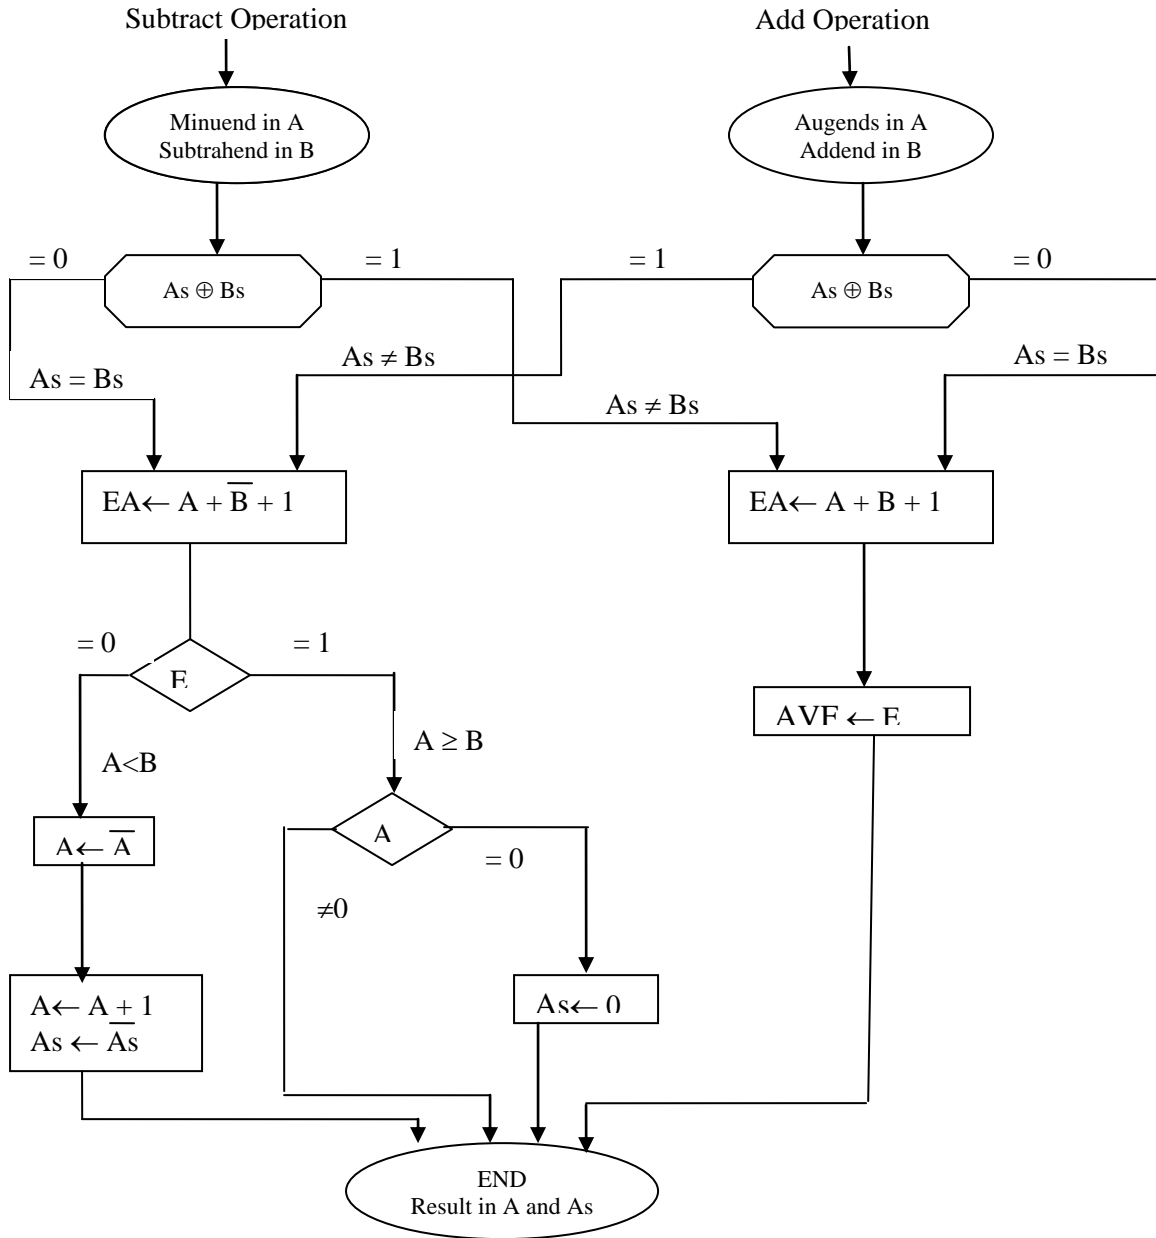 Subtract Operation
Add Operation
Minuend in A
Subtrahend in B
Augends in A
Addend in B
= 0
= 1
= 1
= 0
As ⊕ Bs
As ⊕ Bs
As = Bs
As ≠ Bs
As ≠ Bs
As = Bs
EA← A + B̅ + 1
EA← A + B + 1
= 0
= 1
E
AVF ← E
A<B
A ≥ B
A← A̅
A
= 0
≠0
A← A + 1
As ← A̅s̅
As← 0
END
Result in A and As